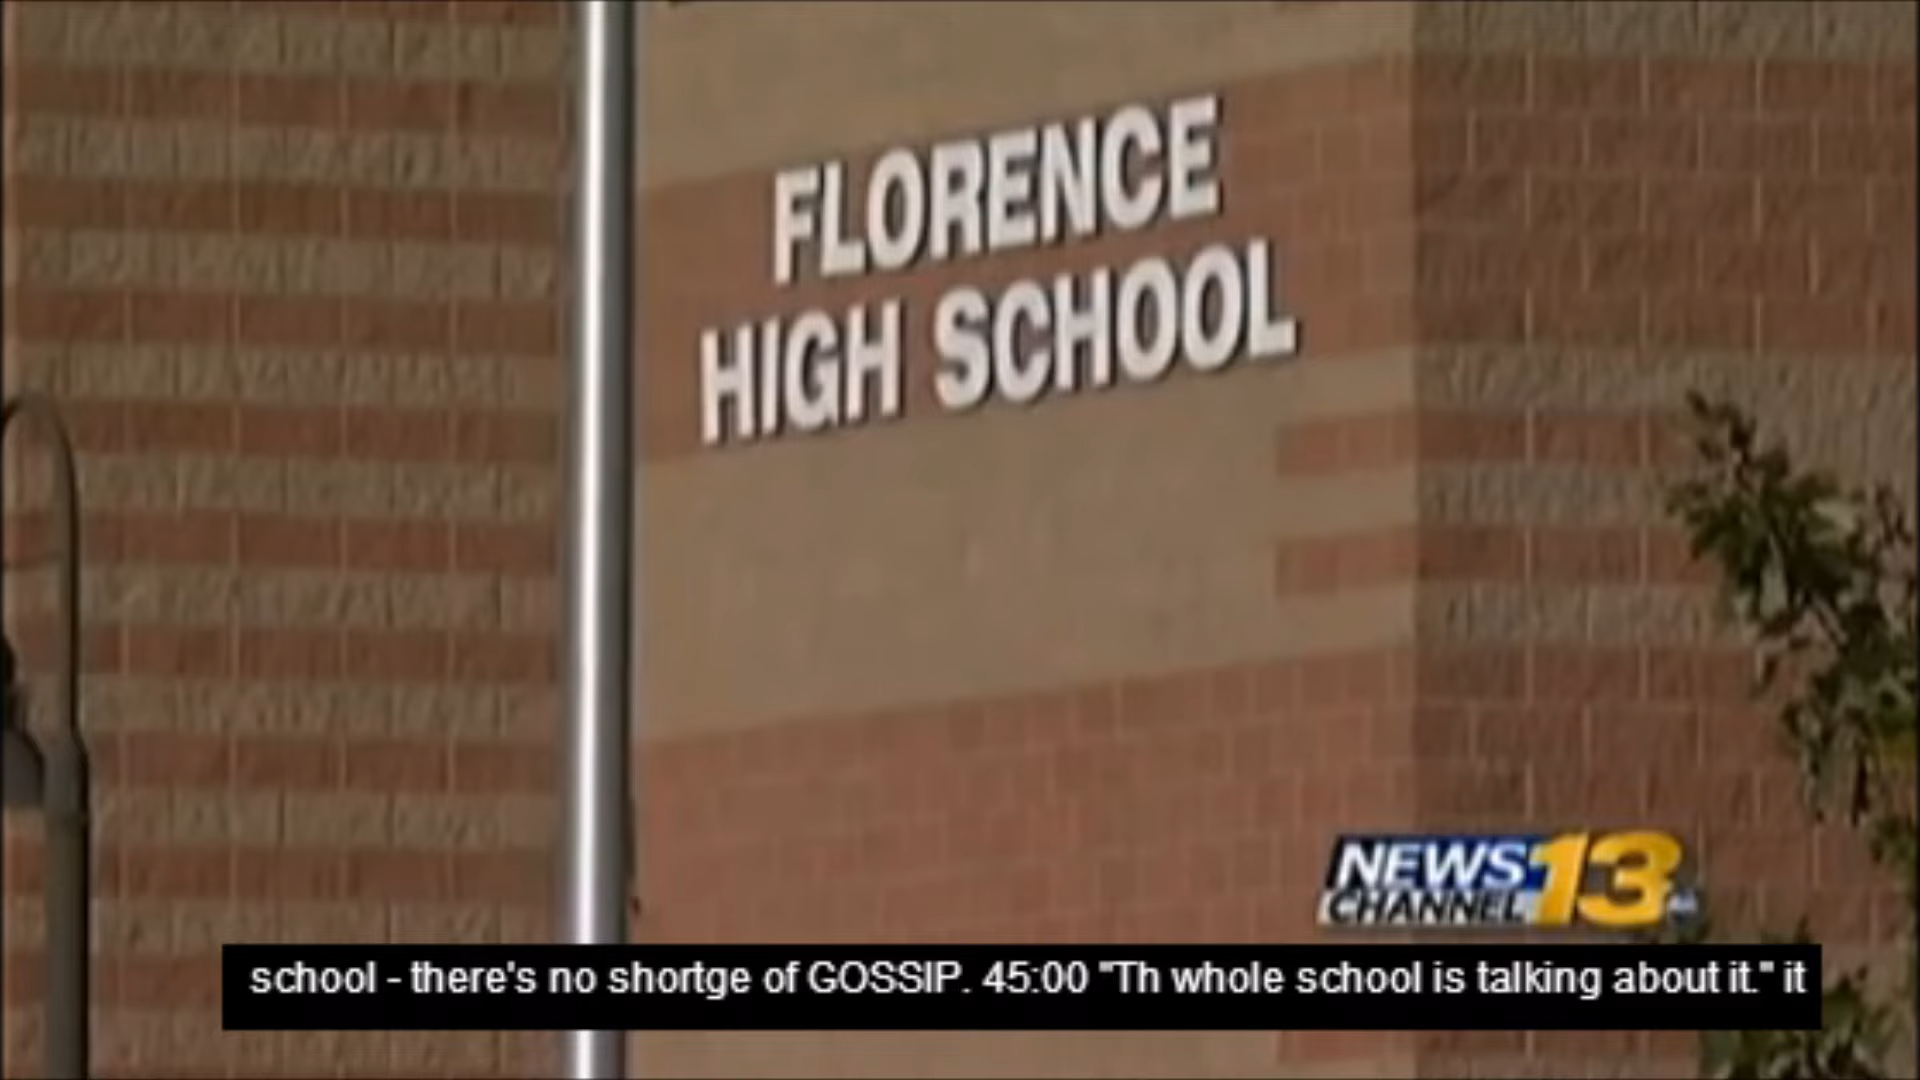 FLORENCE
HIGH SCHOOL
NEWS 13
CHANNEL
school - there's no shortge of GOSSIP. 45:00 "Th whole school is talking about it." it